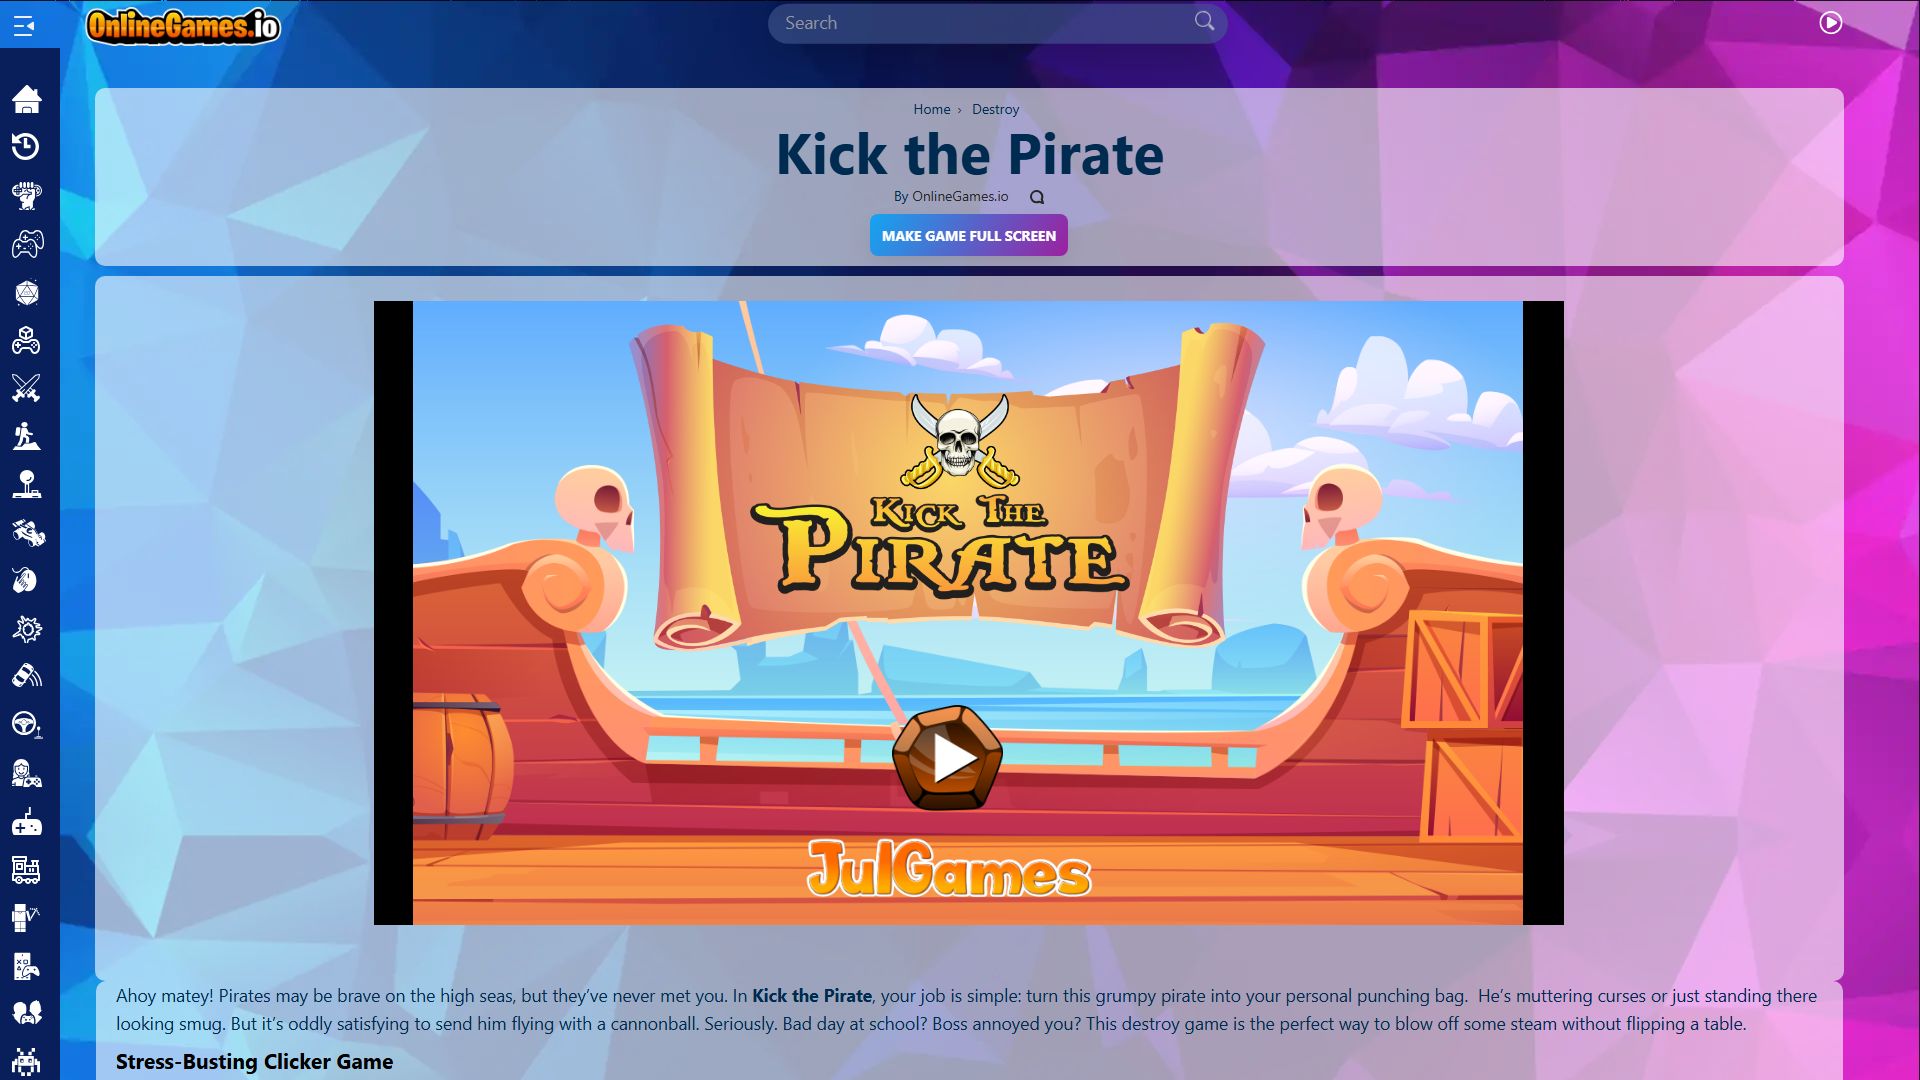 OnlineGames.io
Search
Home › Destroy
Kick the Pirate
By OnlineGames.io
MAKE GAME FULL SCREEN
KICK THE
PIRATE
JulGames
Ahoy matey! Pirates may be brave on the high seas, but they’ve never met you. In Kick the Pirate, your job is simple: turn this grumpy pirate into your personal punching bag. He’s muttering curses or just standing there
looking smug. But it’s oddly satisfying to send him flying with a cannonball. Seriously. Bad day at school? Boss annoyed you? This destroy game is the perfect way to blow off some steam without flipping a table.
Stress-Busting Clicker Game